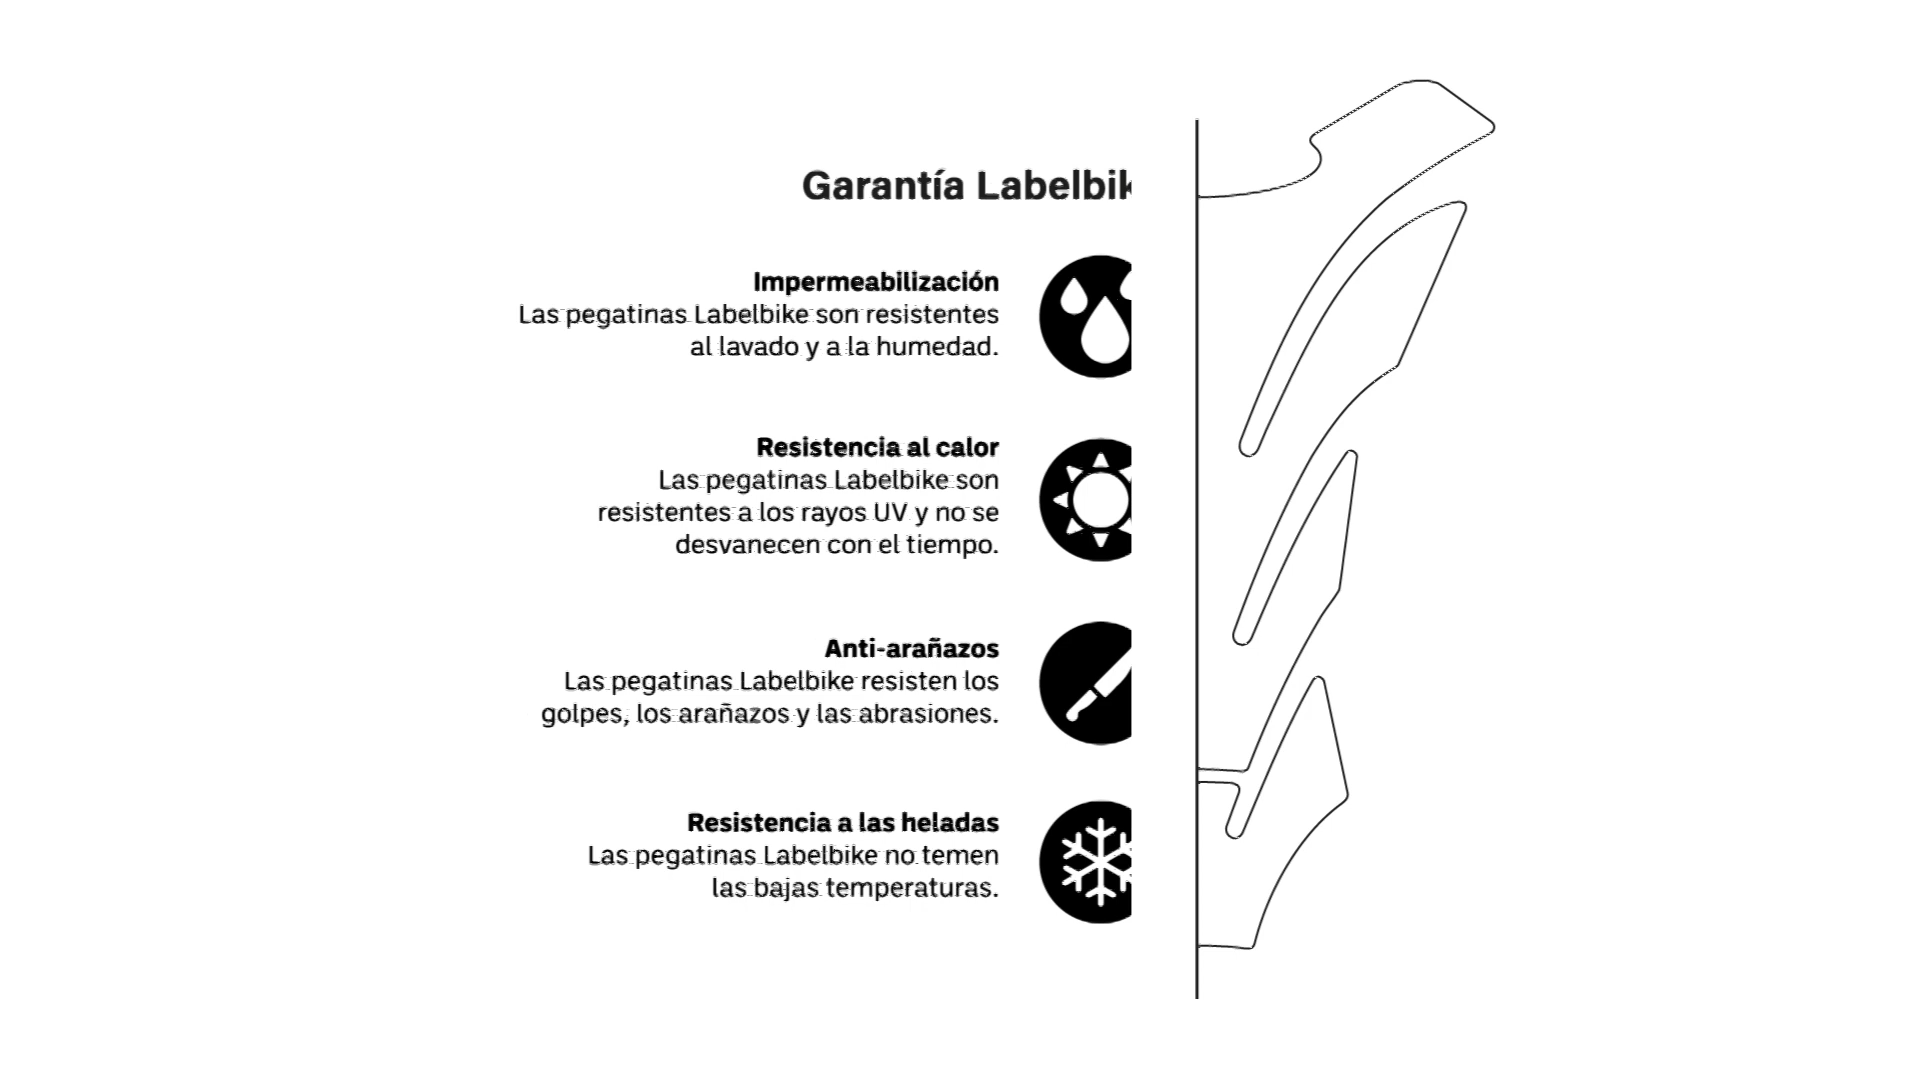 Garantía Labelbik
Impermeabilización
Las pegatinas Labelbike son resistentes
al lavado y a la humedad.
Resistencia al calor
Las pegatinas Labelbike son
resistentes a los rayos UV y no se
desvanecen con el tiempo.
Anti-arañazos
Las pegatinas Labelbike resisten los
golpes, los arañazos y las abrasiones.
Resistencia a las heladas
Las pegatinas Labelbike no temen
las bajas temperaturas.